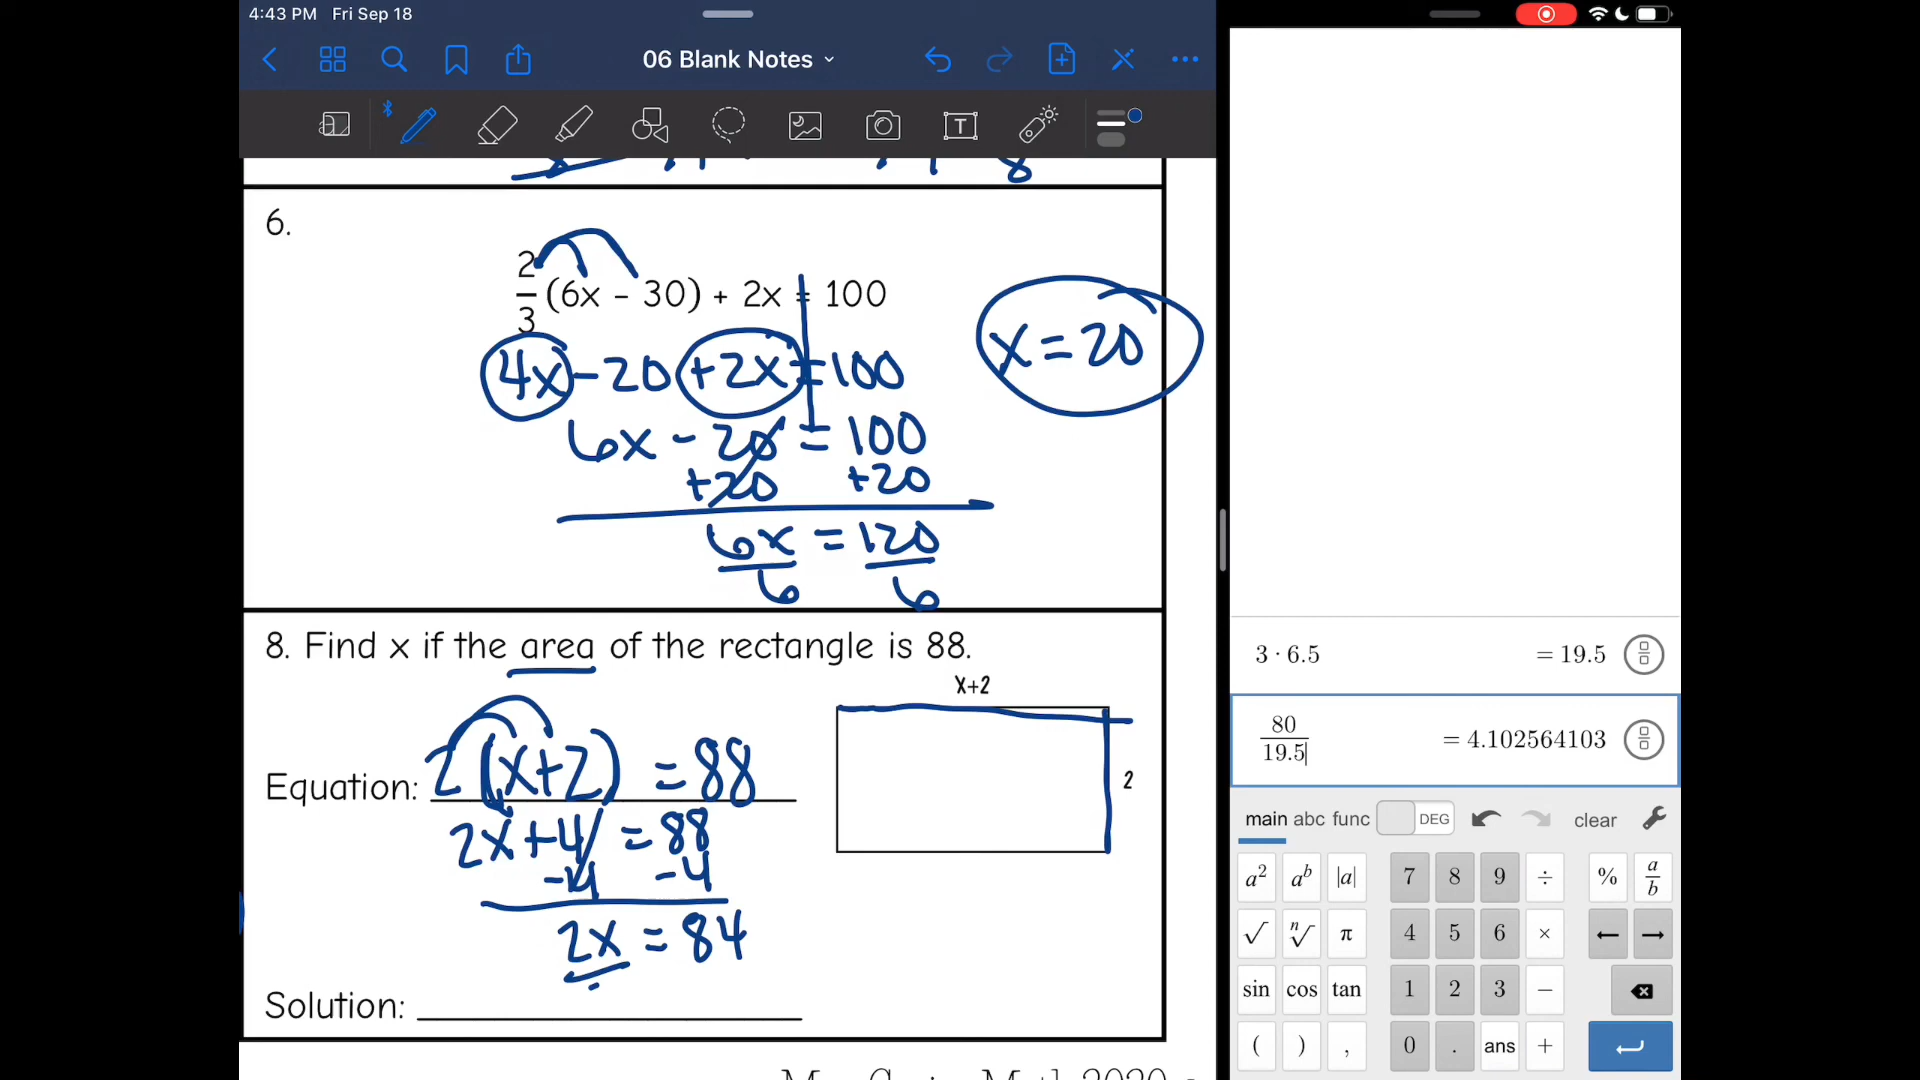 4:43 PM Fri Sep 18
06 Blank Notes
T
8
6.
2/3 (6x - 30) + 2x = 100
4x - 20 + 2x = 100
6x - 20 = 100
+20 +20
6x = 120
6 6
x = 20
8. Find x if the area of the rectangle is 88.
x+2
2
Equation: 2(x+2) = 88
2x + 4 = 88
-4 -4
2x = 84
Solution:
3 · 6.5 = 19.5
80/19.5 = 4.102564103
main abc func DEG clear
a² aᵇ |a| 7 8 9 ÷ % a/b
√ ⁿ√ π 4 5 6 × ← →
sin cos tan 1 2 3 −
( ) , 0 . ans +